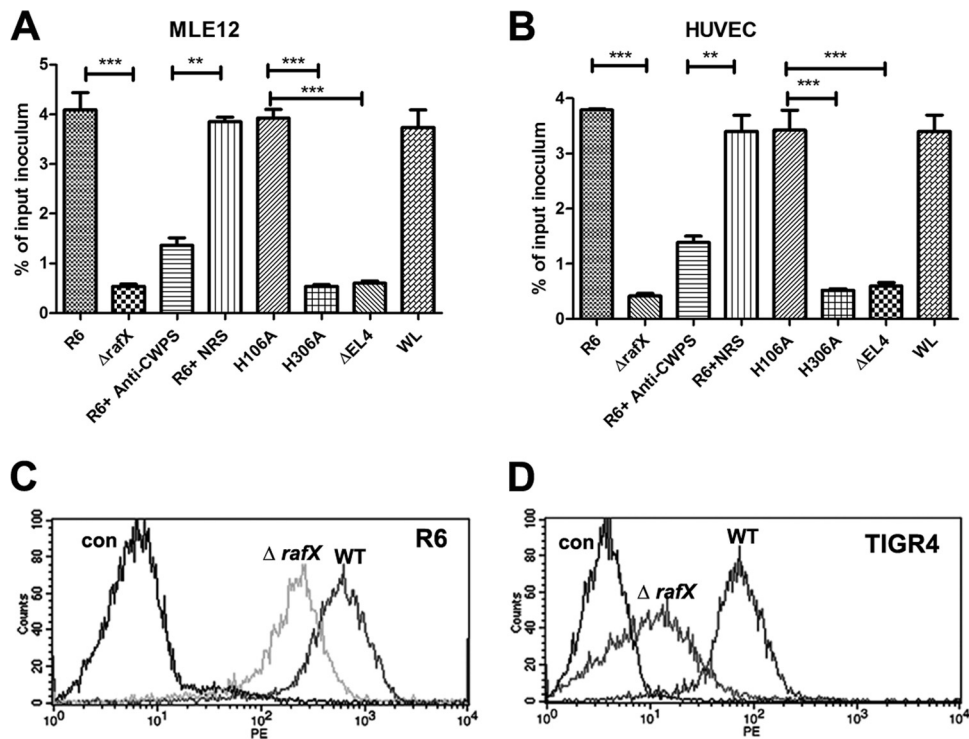 A
MLE12
*** ** ***
***
% of input inoculum
5
4
3
2
1
0
R6
ΔrafX
R6+ Anti-CWPS
R6+ NRS
H106A
H306A
ΔEL4
WL
B
HUVEC
*** ** ***
***
% of input inoculum
4
3
2
1
0
R6
ΔrafX
R6+ Anti-CWPS
R6+NRS
H106A
H306A
ΔEL4
WL
C
R6
con
Δ rafX
WT
Counts
100
80
60
40
20
0
10⁰ 10¹ 10² 10³ 10⁴
PE
D
TIGR4
con
Δ rafX
WT
Counts
100
80
60
40
20
0
10⁰ 10¹ 10² 10³ 10⁴
PE